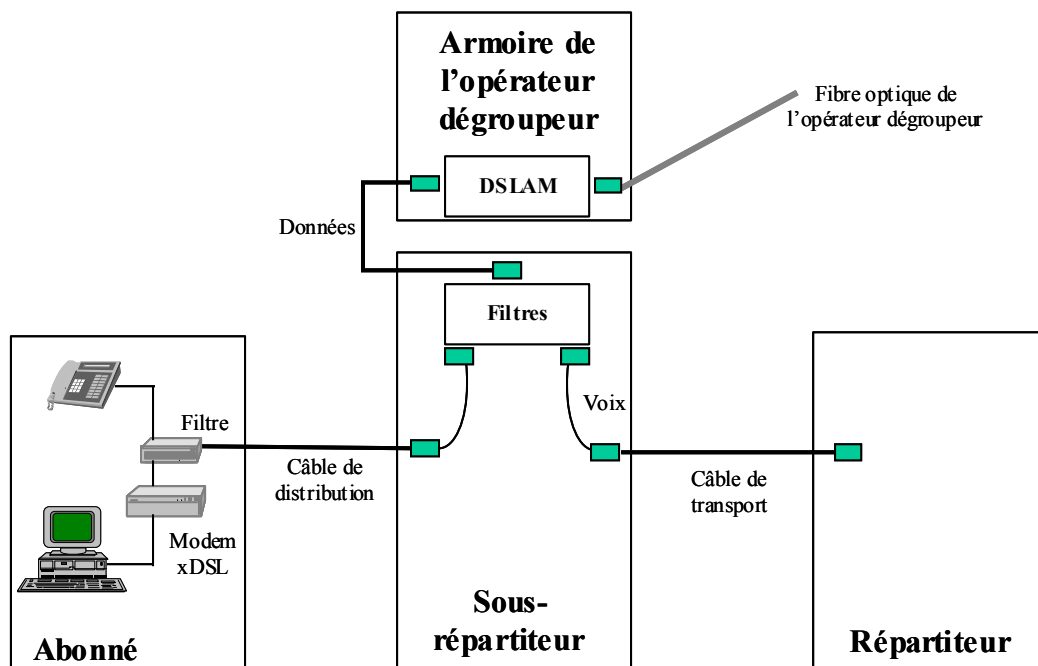 Armoire de
l'opérateur
dégroupeur
Fibre optique de
l'opérateur dégroupeur
DSLAM
Données
Filtres
Voix
Filtre
Câble de
distribution
Câble de
transport
Modem
xDSL
Abonné
Sous-
répartiteur
Répartiteur